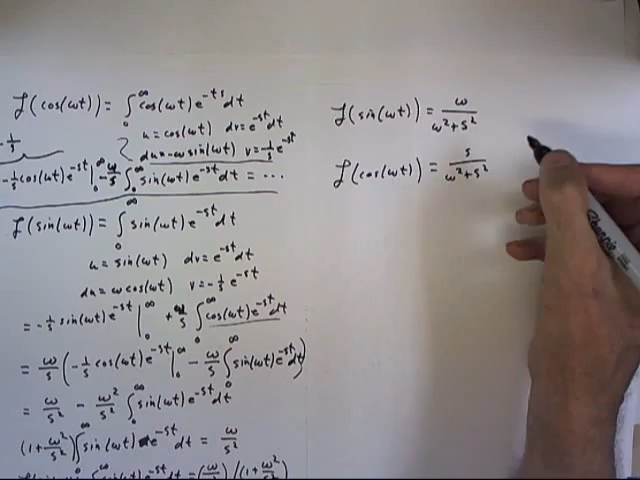 ℒ(cos(ωt)) = ∫₀^∞ cos(ωt) e^{-ts} dt
u = cos(ωt) dv = e^{-st} dt
-1/s
du = -ω sin(ωt) v = -1/s e^{-st}
-1/s cos(ωt) e^{-st} |₀^∞ - ω/s ∫₀^∞ sin(ωt) e^{-st} dt = ...
ℒ(sin(ωt)) = ∫₀^∞ sin(ωt) e^{-st} dt
u = sin(ωt) dv = e^{-st} dt
du = ω cos(ωt) v = -1/s e^{-st}
= -1/s sin(ωt) e^{-st} |₀^∞ + ω/s ∫₀^∞ cos(ωt) e^{-st} dt
= ω/s (-1/s cos(ωt) e^{-st} |₀^∞ - ω/s ∫₀^∞ sin(ωt) e^{-st} dt)
= ω/s² - ω²/s² ∫₀^∞ sin(ωt) e^{-st} dt
(1 + ω²/s²) ∫₀^∞ sin(ωt) e^{-st} dt = ω/s²
ℒ(sin(ωt)) = ω/(ω² + s²)
ℒ(cos(ωt)) = s/(ω² + s²)
Sharpie